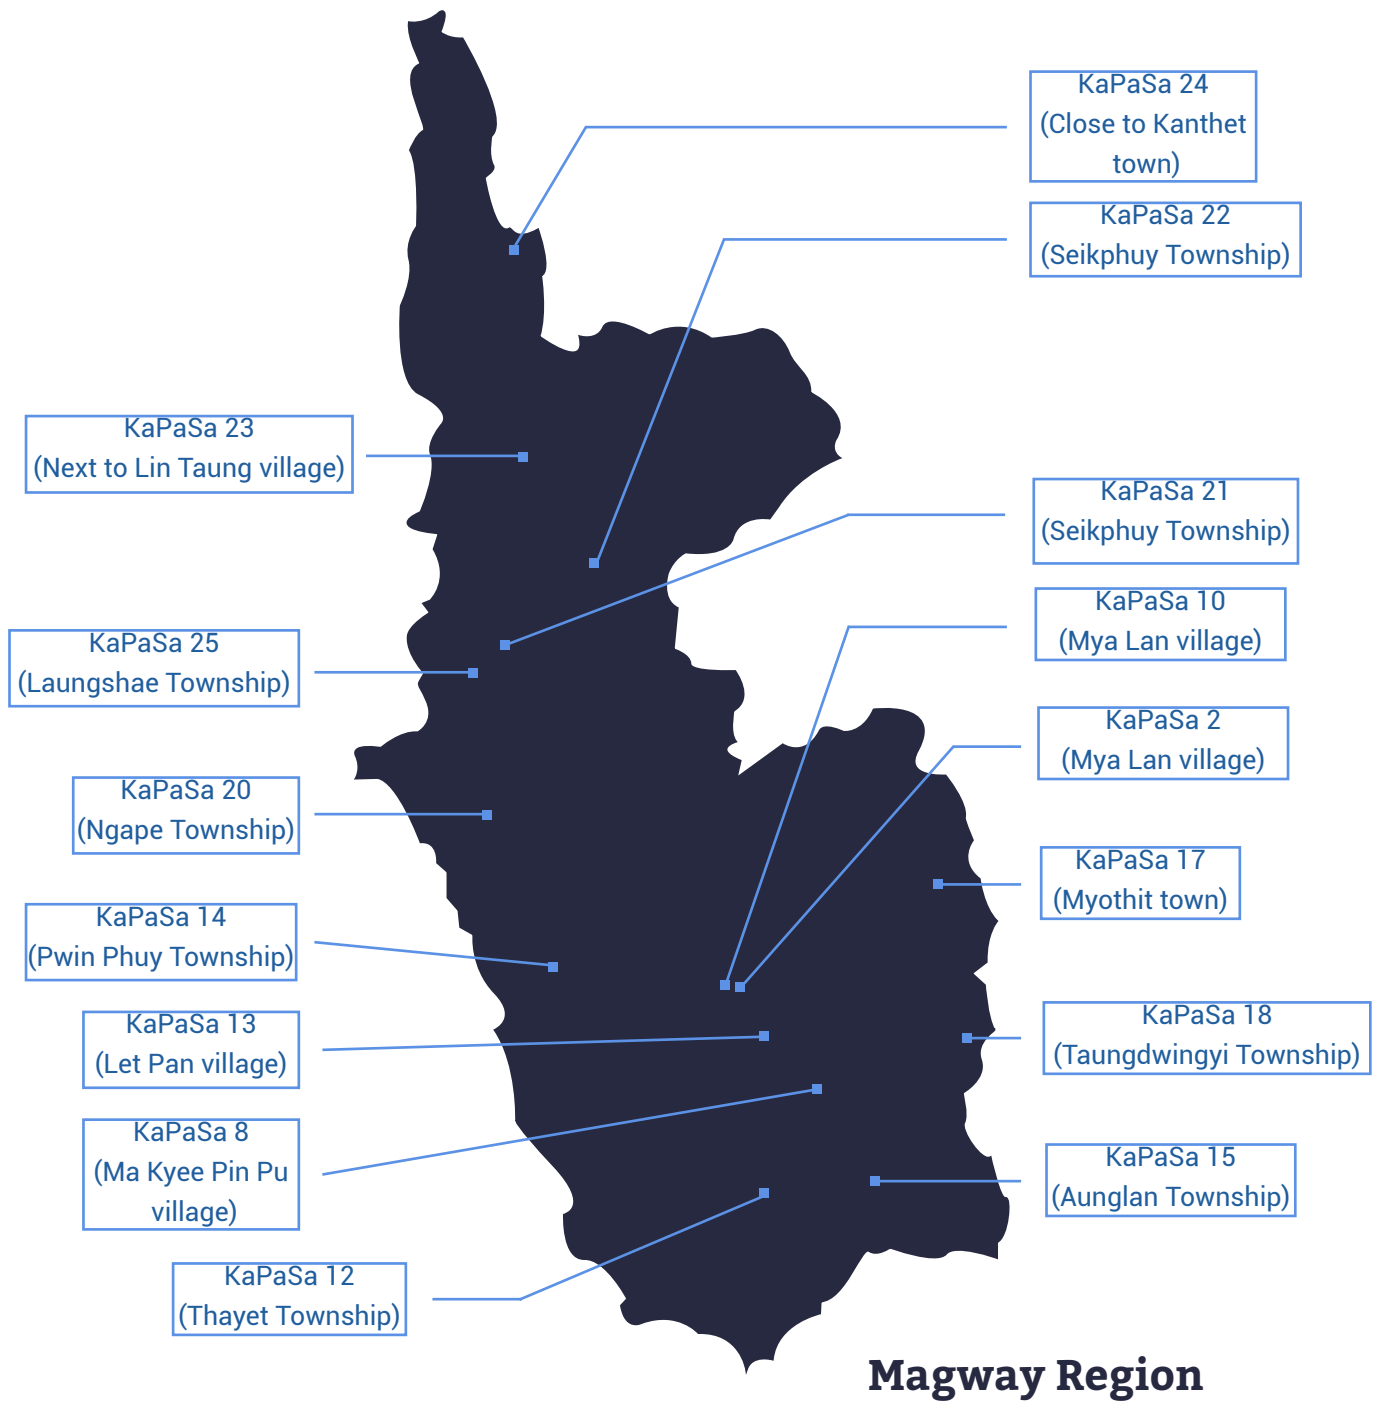 KaPaSa 24
(Close to Kanthet
town)
KaPaSa 22
(Seikphuy Township)
KaPaSa 23
(Next to Lin Taung village)
KaPaSa 21
(Seikphuy Township)
KaPaSa 10
(Mya Lan village)
KaPaSa 25
(Laungshae Township)
KaPaSa 2
(Mya Lan village)
KaPaSa 20
(Ngape Township)
KaPaSa 17
(Myothit town)
KaPaSa 14
(Pwin Phuy Township)
KaPaSa 18
(Taungdwingyi Township)
KaPaSa 13
(Let Pan village)
KaPaSa 8
(Ma Kyee Pin Pu
village)
KaPaSa 15
(Aunglan Township)
KaPaSa 12
(Thayet Township)
Magway Region